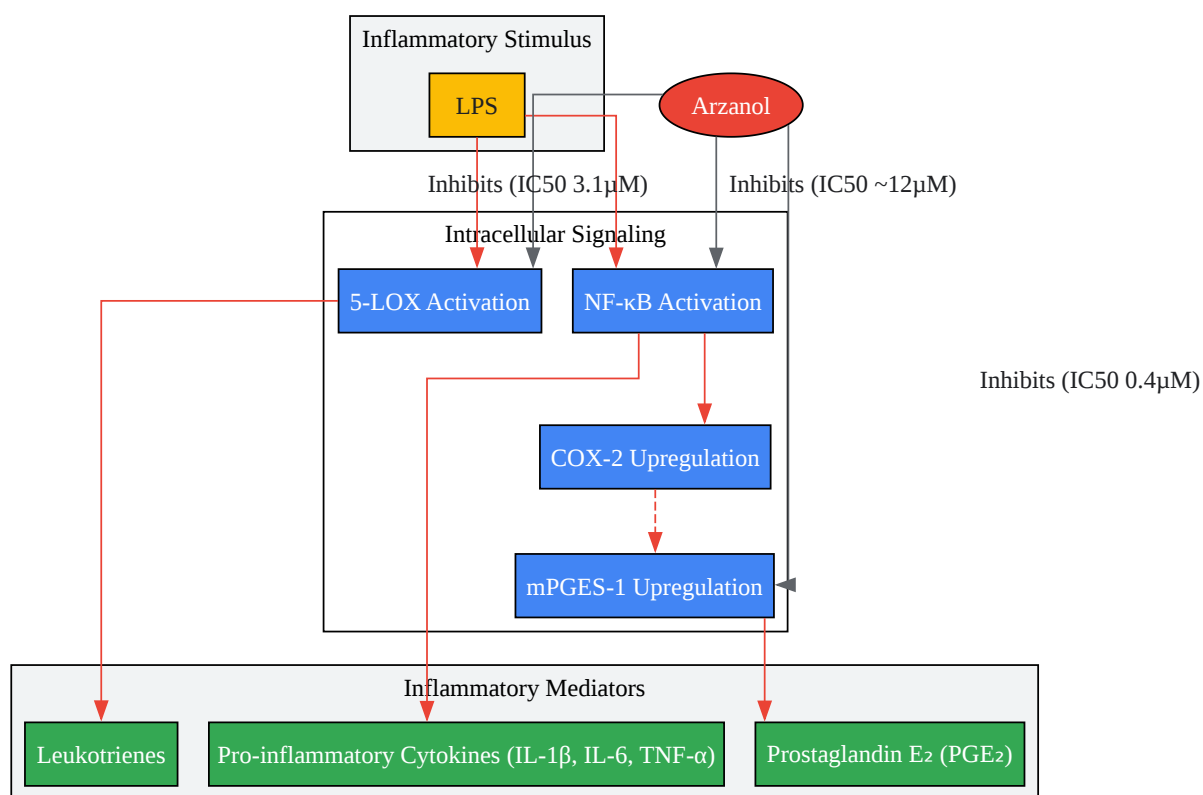 Inflammatory Stimulus
LPS
Arzanol
Inhibits (IC50 3.1µM)
Inhibits (IC50 ~12µM)
Intracellular Signaling
5-LOX Activation
NF-κB Activation
Inhibits (IC50 0.4µM)
COX-2 Upregulation
mPGES-1 Upregulation
Inflammatory Mediators
Leukotrienes
Pro-inflammatory Cytokines (IL-1β, IL-6, TNF-α)
Prostaglandin E₂ (PGE₂)